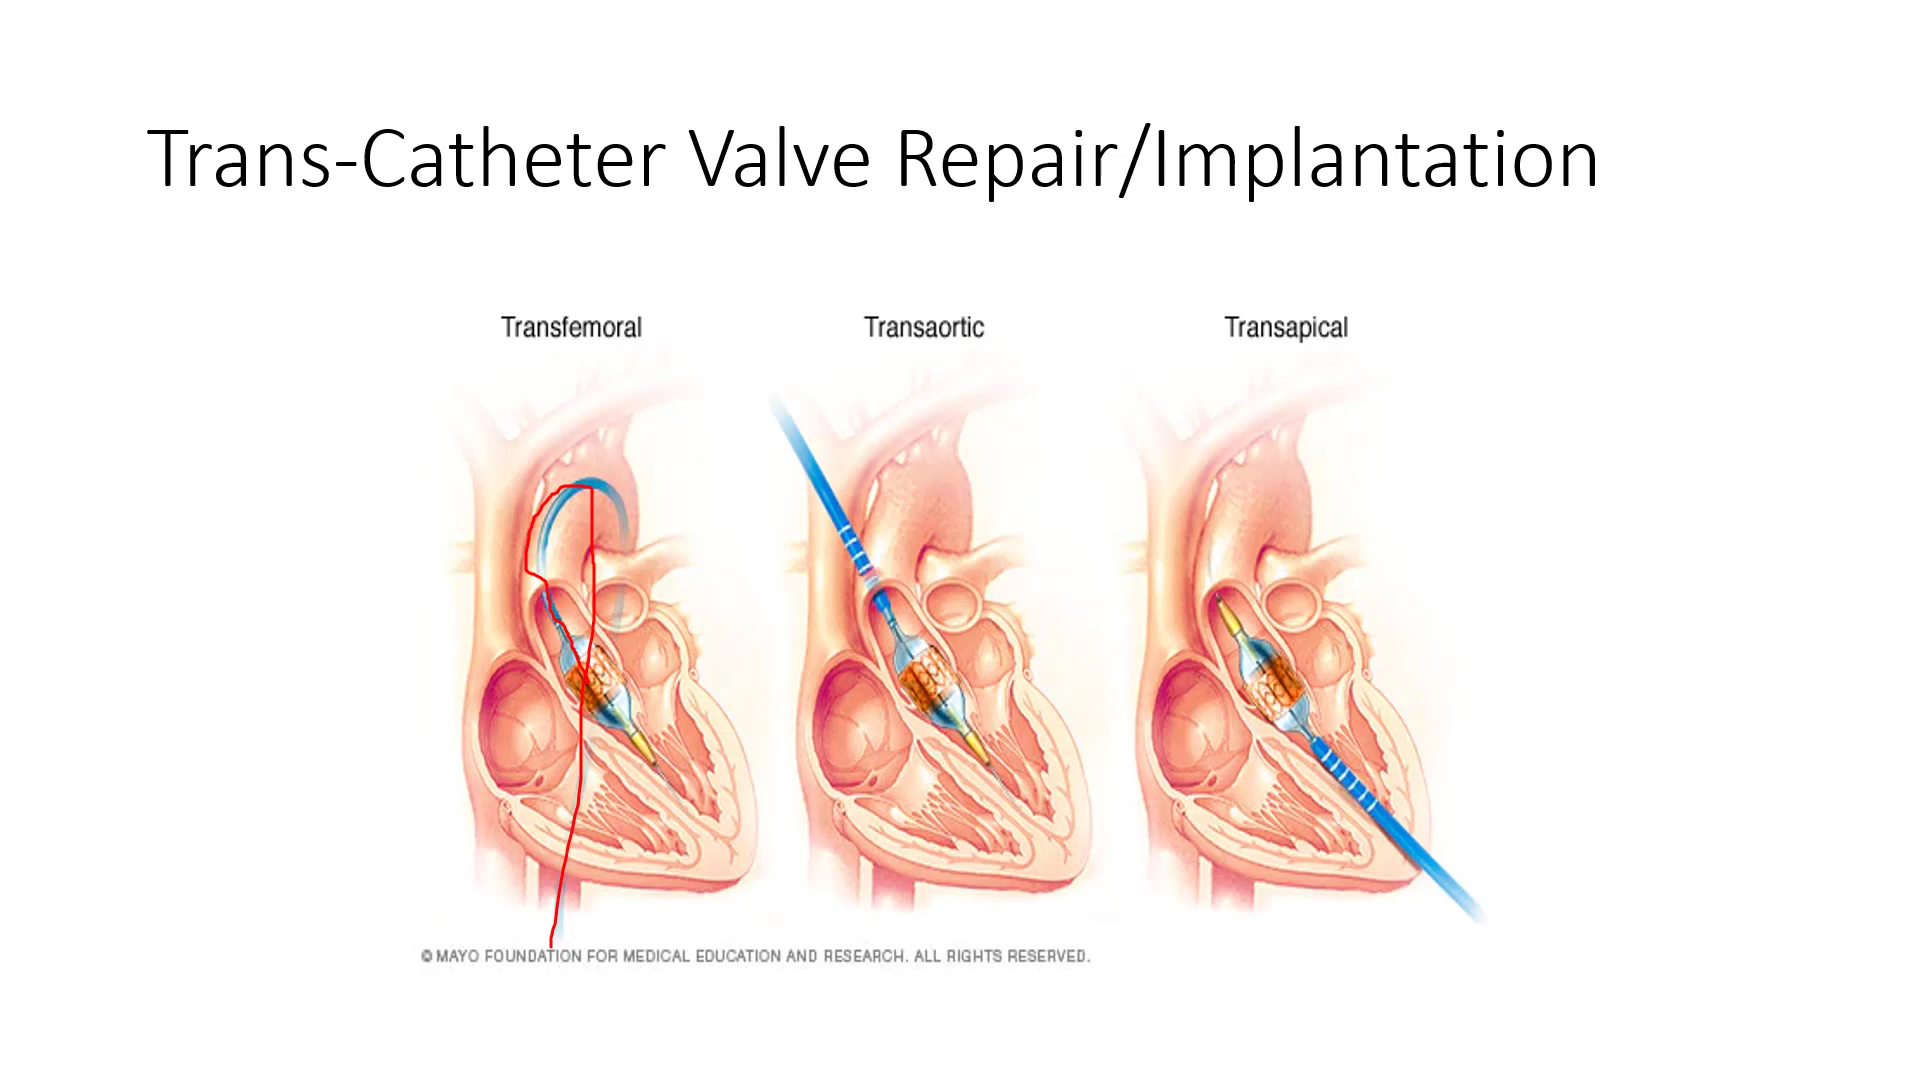 Trans-Catheter Valve Repair/Implantation
Transfemoral
Transaortic
Transapical
© MAYO FOUNDATION FOR MEDICAL EDUCATION AND RESEARCH. ALL RIGHTS RESERVED.